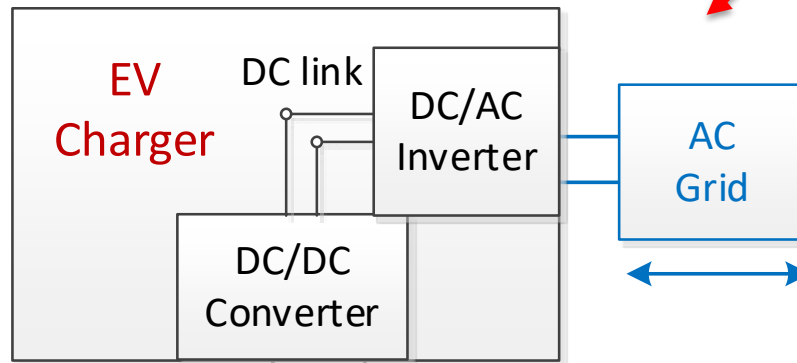 EV
Charger
DC link
DC/AC
Inverter
AC
Grid
DC/DC
Converter